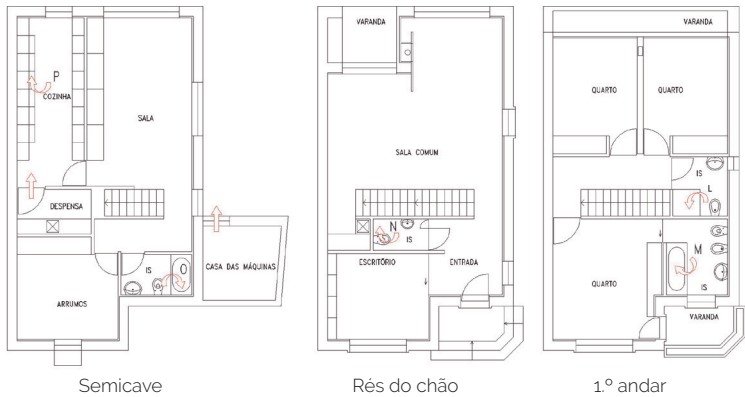 P
COZINHA
SALA
DESPENSA
IS
O
CASA DAS MÁQUINAS
ARRUMOS
Semicave
VARANDA
SALA COMUM
N
IS
ESCRITÓRIO
ENTRADA
Rés do chão
VARANDA
QUARTO
QUARTO
IS
L
M
QUARTO
IS
VARANDA
1.º andar